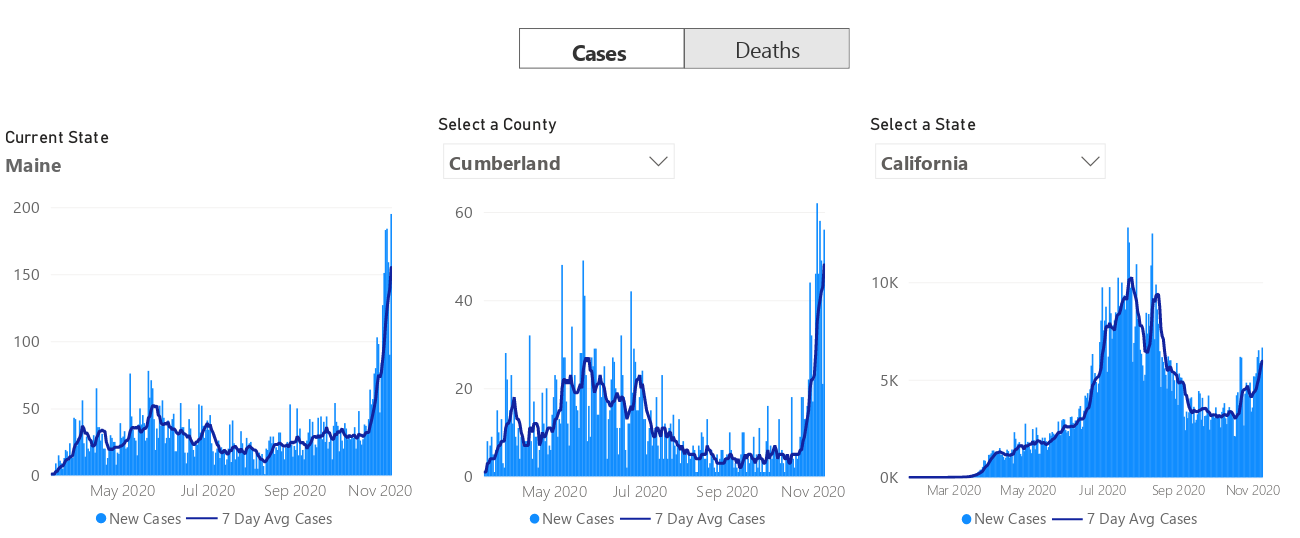 Cases
Deaths
Current State
Maine
200
150
100
50
0
May 2020
Jul 2020
Sep 2020
Nov 2020
New Cases
7 Day Avg Cases
Select a County
Cumberland
60
40
20
0
May 2020
Jul 2020
Sep 2020
Nov 2020
New Cases
7 Day Avg Cases
Select a State
California
10K
5K
0K
Mar 2020
May 2020
Jul 2020
Sep 2020
Nov 2020
New Cases
7 Day Avg Cases